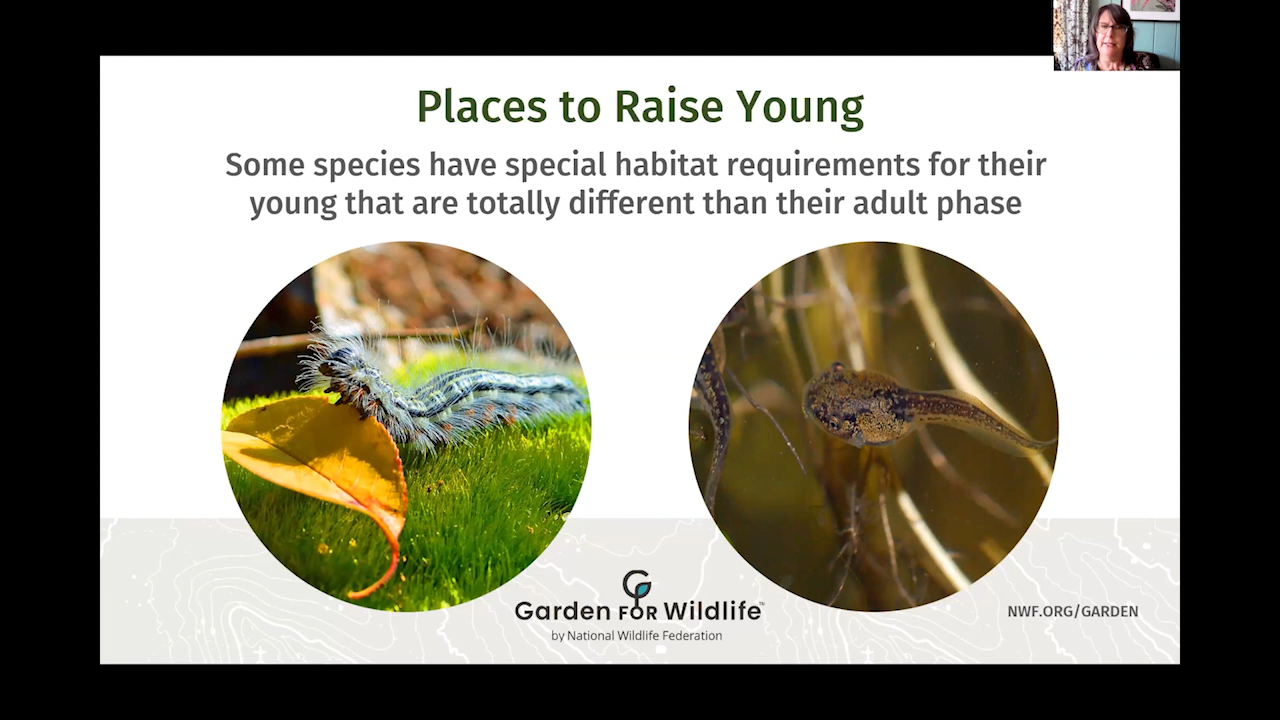 Places to Raise Young
Some species have special habitat requirements for their
young that are totally different than their adult phase
Garden FOR Wildlife™
by National Wildlife Federation
NWF.ORG/GARDEN